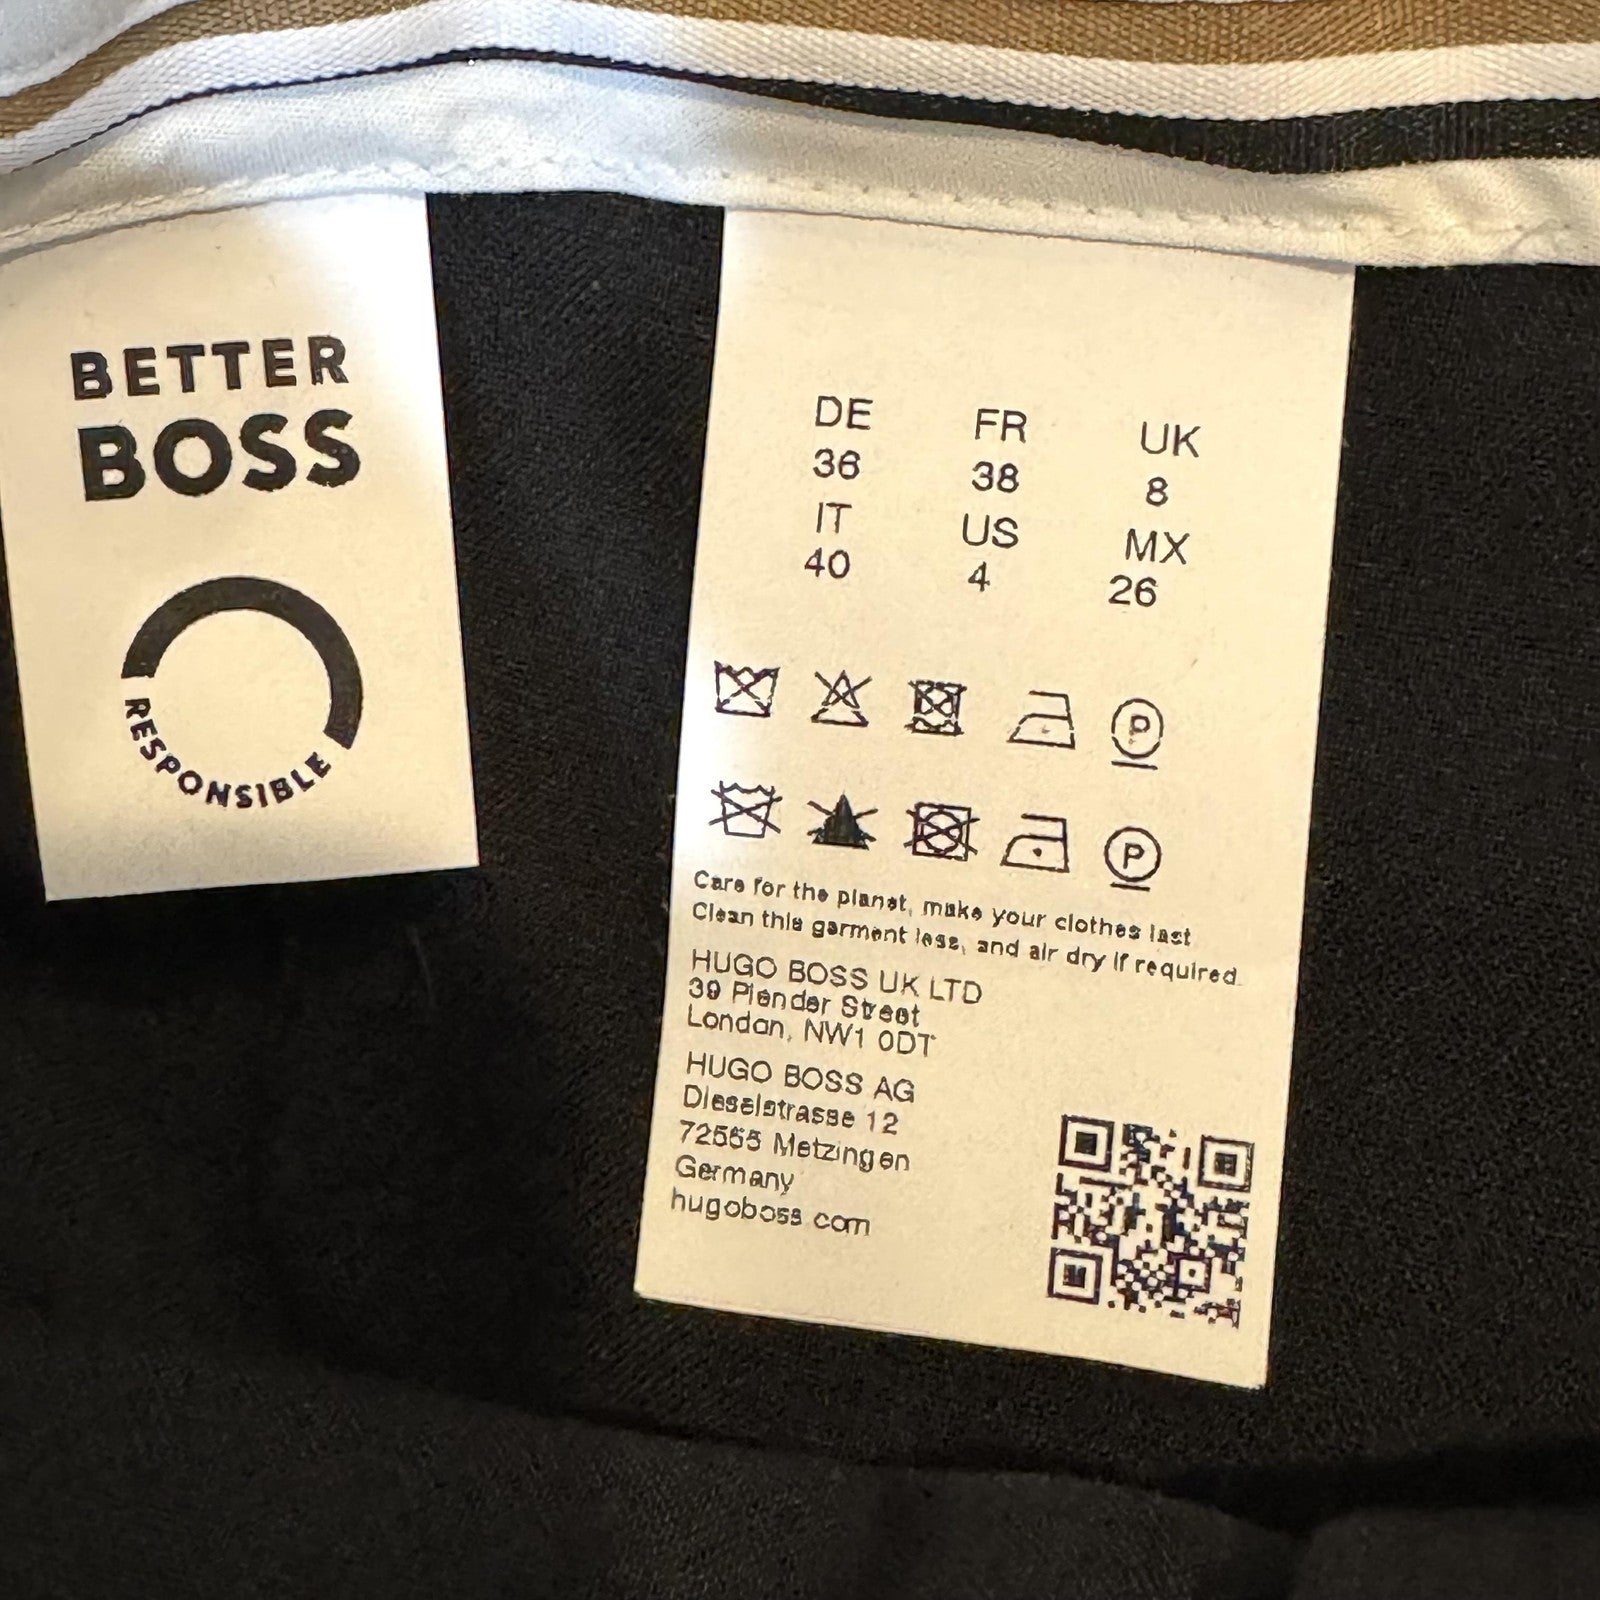 BETTER
BOSS
RESPONSIBLE
DE FR UK
36 38 8
IT US MX
40 4 26
P
P
Care for the planet, make your clothes last
Clean this garment less, and air dry if required.
HUGO BOSS UK LTD
39 Plender Street
London, NW1 0DT
HUGO BOSS AG
Dieselstrasse 12
72555 Metzingen
Germany
hugoboss.com